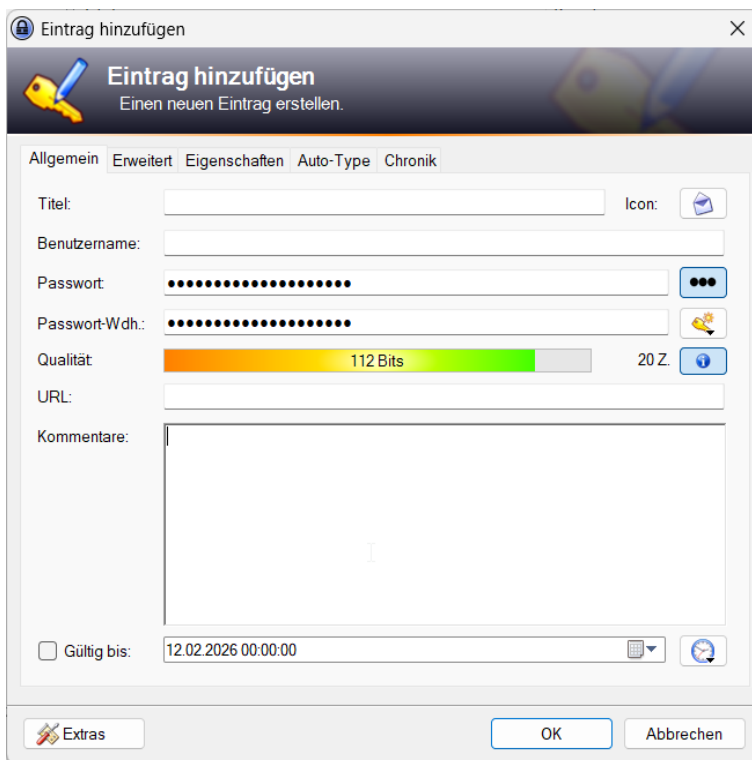 Eintrag hinzufügen
Eintrag hinzufügen
Einen neuen Eintrag erstellen.
Allgemein Erweitert Eigenschaften Auto-Type Chronik
Titel: Icon:
Benutzername:
Passwort: ●●●●●●●●●●●●●●●●●●●● ●●●
Passwort-Wdh.: ●●●●●●●●●●●●●●●●●●●●
Qualität: 112 Bits 20 Z.
URL:
Kommentare:
Gültig bis: 12.02.2026 00:00:00
Extras OK Abbrechen